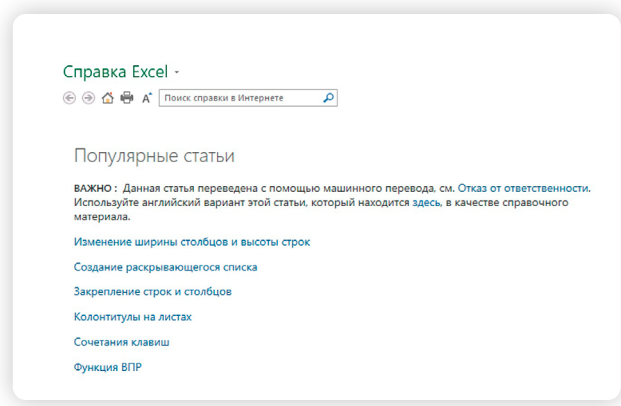 Справка Excel
Поиск справки в Интернете
Популярные статьи
ВАЖНО : Данная статья переведена с помощью машинного перевода, см. Отказ от ответственности.
Используйте английский вариант этой статьи, который находится здесь, в качестве справочного
материала.
Изменение ширины столбцов и высоты строк
Создание раскрывающегося списка
Закрепление строк и столбцов
Колонтитулы на листах
Сочетания клавиш
Функция ВПР